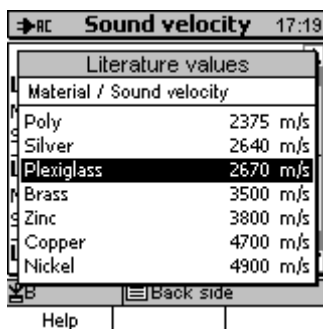 AC Sound velocity 17:19
Literature values
Material / Sound velocity
Poly 2375 m/s
Silver 2640 m/s
Plexiglass 2670 m/s
Brass 3500 m/s
Zinc 3800 m/s
Copper 4700 m/s
Nickel 4900 m/s
B Back side
Help